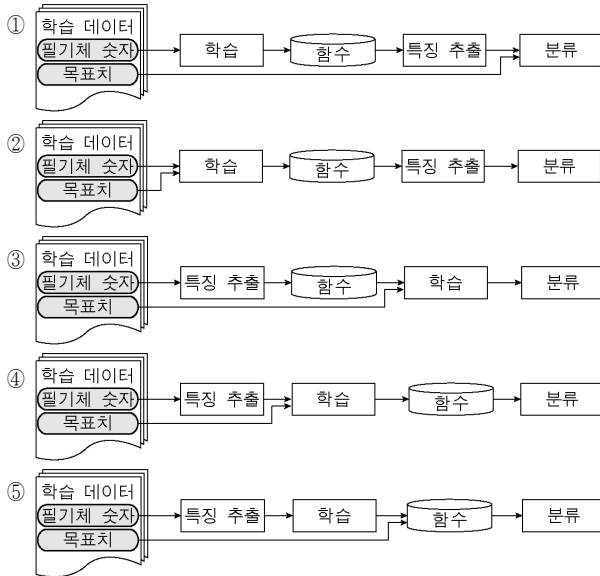 ①
학습 데이터
필기체 숫자 학습 함수 특징 추출 분류
목표치
②
학습 데이터
필기체 숫자 학습 함수 특징 추출 분류
목표치
③
학습 데이터
필기체 숫자 특징 추출 함수 학습 분류
목표치
④
학습 데이터
필기체 숫자 특징 추출 학습 함수 분류
목표치
⑤
학습 데이터
필기체 숫자 특징 추출 학습 함수 분류
목표치